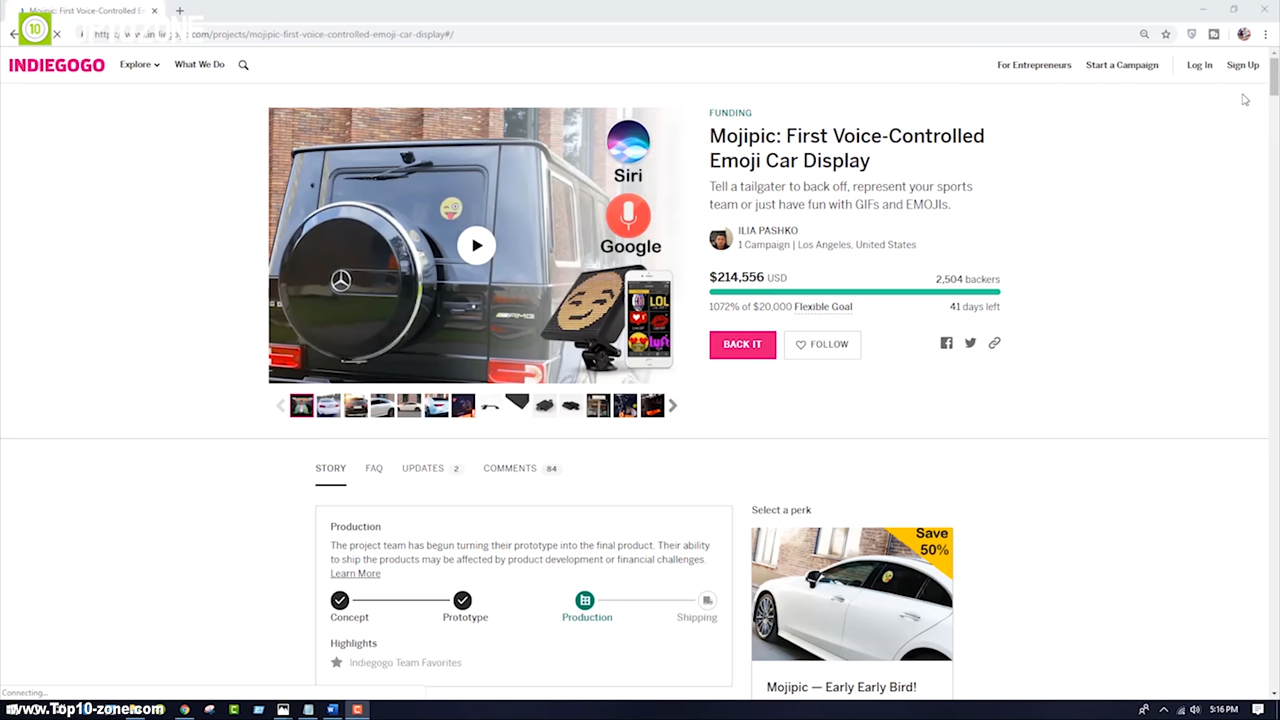 Mojipic: First Voice-Controlled E
10
.com/projects/mojipic-first-voice-controlled-emoji-car-display#/
INDIEGOGO
Explore
What We Do
For Entrepreneurs
Start a Campaign
Log In
Sign Up
Siri
Google
LOL
lyft
AMG
FUNDING
Mojipic: First Voice-Controlled
Emoji Car Display
Tell a tailgater to back off, represent your sports
team or just have fun with GIFs and EMOJIs.
ILIA PASHKO
1 Campaign | Los Angeles, United States
$214,556 USD
2,504 backers
1072% of $20,000 Flexible Goal
41 days left
BACK IT
FOLLOW
STORY
FAQ
UPDATES 2
COMMENTS 84
Production
The project team has begun turning their prototype into the final product. Their ability
to ship the products may be affected by product development or financial challenges.
Learn More
Concept
Prototype
Production
Shipping
Highlights
Indiegogo Team Favorites
Select a perk
Save
50%
Mojipic — Early Early Bird!
Connecting...
www.Top10-zone.com
5:16 PM